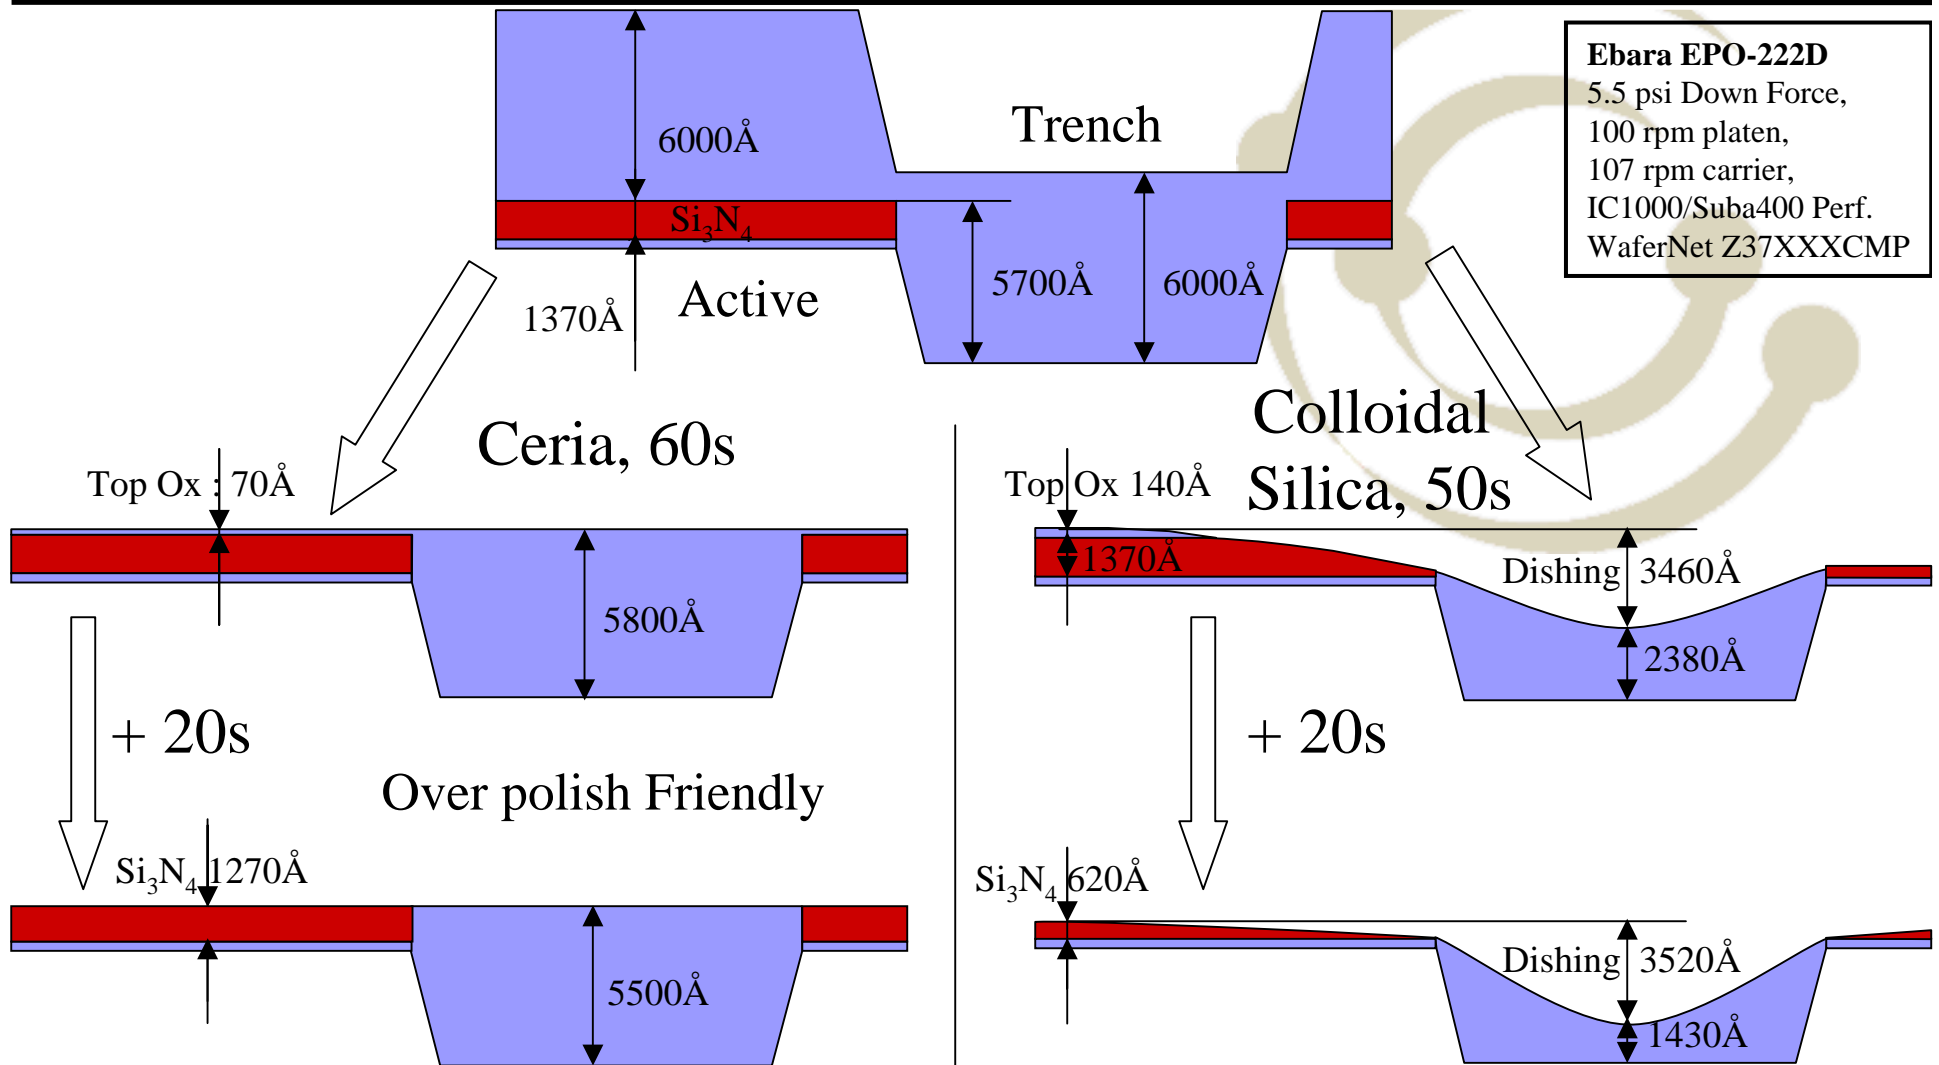 Ebara EPO-222D
5.5 psi Down Force,
100 rpm platen,
107 rpm carrier,
IC1000/Suba400 Perf.
WaferNet Z37XXXCMP
6000Å
Trench
Si₃N₄
1370Å
Active
5700Å
6000Å
Ceria, 60s
Top Ox : 70Å
5800Å
+ 20s
Over polish Friendly
Si₃N₄ 1270Å
5500Å
Colloidal
Silica, 50s
Top Ox 140Å
1370Å
Dishing 3460Å
2380Å
+ 20s
Si₃N₄ 620Å
Dishing 3520Å
1430Å